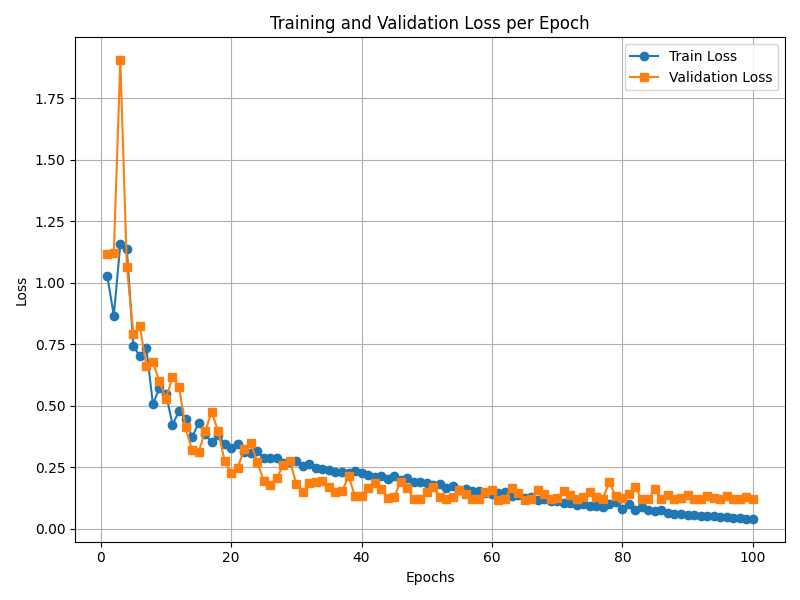 Training and Validation Loss per Epoch
Train Loss
Validation Loss
1.75
1.50
1.25
1.00
0.75
0.50
0.25
0.00
Loss
0 20 40 60 80 100
Epochs